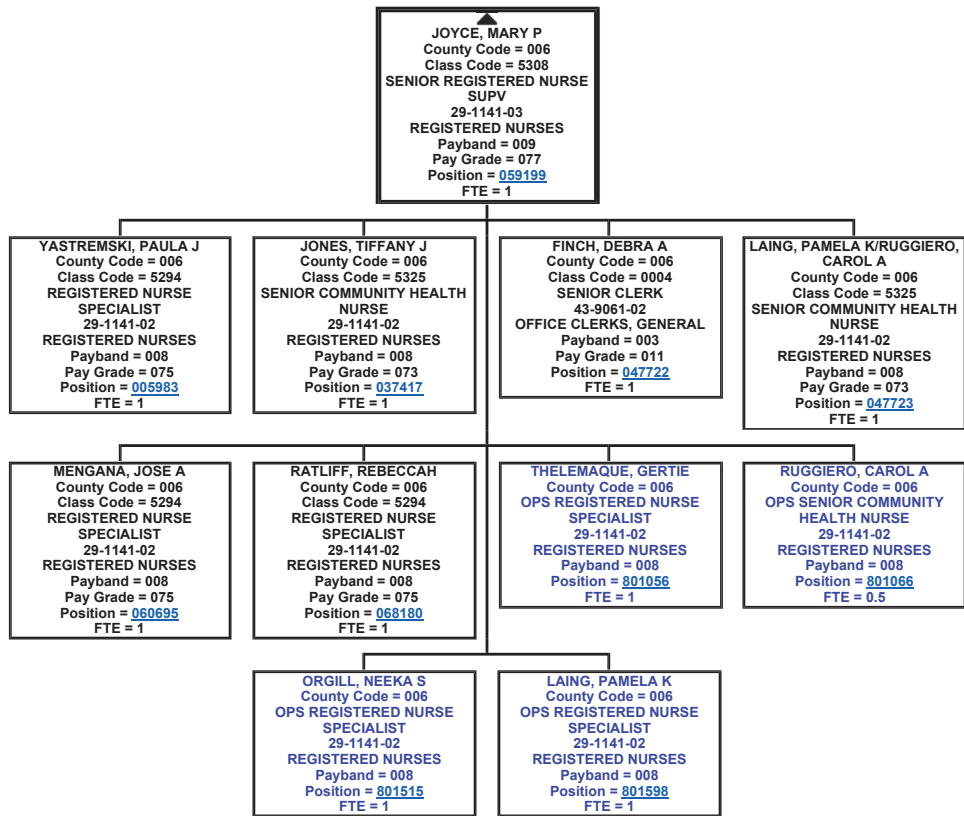 JOYCE, MARY P
County Code = 006
Class Code = 5308
SENIOR REGISTERED NURSE
SUPV
29-1141-03
REGISTERED NURSES
Payband = 009
Pay Grade = 077
Position = 059199
FTE = 1
YASTREMSKI, PAULA J
County Code = 006
Class Code = 5294
REGISTERED NURSE
SPECIALIST
29-1141-02
REGISTERED NURSES
Payband = 008
Pay Grade = 075
Position = 005983
FTE = 1
JONES, TIFFANY J
County Code = 006
Class Code = 5325
SENIOR COMMUNITY HEALTH
NURSE
29-1141-02
REGISTERED NURSES
Payband = 008
Pay Grade = 073
Position = 037417
FTE = 1
FINCH, DEBRA A
County Code = 006
Class Code = 0004
SENIOR CLERK
43-9061-02
OFFICE CLERKS, GENERAL
Payband = 003
Pay Grade = 011
Position = 047722
FTE = 1
LAING, PAMELA K/RUGGIERO,
CAROL A
County Code = 006
Class Code = 5325
SENIOR COMMUNITY HEALTH
NURSE
29-1141-02
REGISTERED NURSES
Payband = 008
Pay Grade = 073
Position = 047723
FTE = 1
MENGANA, JOSE A
County Code = 006
Class Code = 5294
REGISTERED NURSE
SPECIALIST
29-1141-02
REGISTERED NURSES
Payband = 008
Pay Grade = 075
Position = 060695
FTE = 1
RATLIFF, REBECCAH
County Code = 006
Class Code = 5294
REGISTERED NURSE
SPECIALIST
29-1141-02
REGISTERED NURSES
Payband = 008
Pay Grade = 075
Position = 068180
FTE = 1
THELEMAQUE, GERTIE
County Code = 006
OPS REGISTERED NURSE
SPECIALIST
29-1141-02
REGISTERED NURSES
Payband = 008
Position = 801056
FTE = 1
RUGGIERO, CAROL A
County Code = 006
OPS SENIOR COMMUNITY
HEALTH NURSE
29-1141-02
REGISTERED NURSES
Payband = 008
Position = 801066
FTE = 0.5
ORGILL, NEEKA S
County Code = 006
OPS REGISTERED NURSE
SPECIALIST
29-1141-02
REGISTERED NURSES
Payband = 008
Position = 801515
FTE = 1
LAING, PAMELA K
County Code = 006
OPS REGISTERED NURSE
SPECIALIST
29-1141-02
REGISTERED NURSES
Payband = 008
Position = 801598
FTE = 1